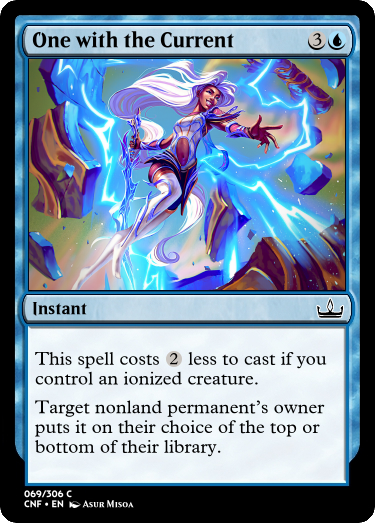 One with the Current 3
Instant
This spell costs 2 less to cast if you
control an ionized creature.
Target nonland permanent's owner
puts it on their choice of the top or
bottom of their library.
069/306 C
CNF • EN Asur Misoa